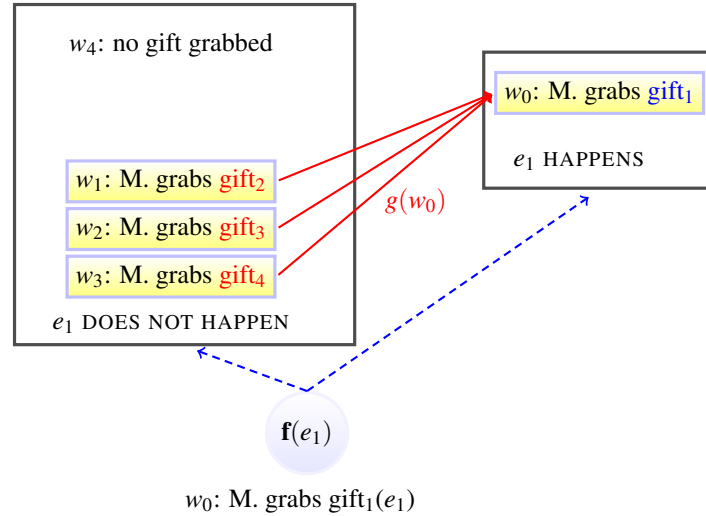 w₄: no gift grabbed
w₀: M. grabs gift₁
e₁ HAPPENS
w₁: M. grabs gift₂
w₂: M. grabs gift₃
w₃: M. grabs gift₄
g(w₀)
e₁ DOES NOT HAPPEN
f(e₁)
w₀: M. grabs gift₁(e₁)